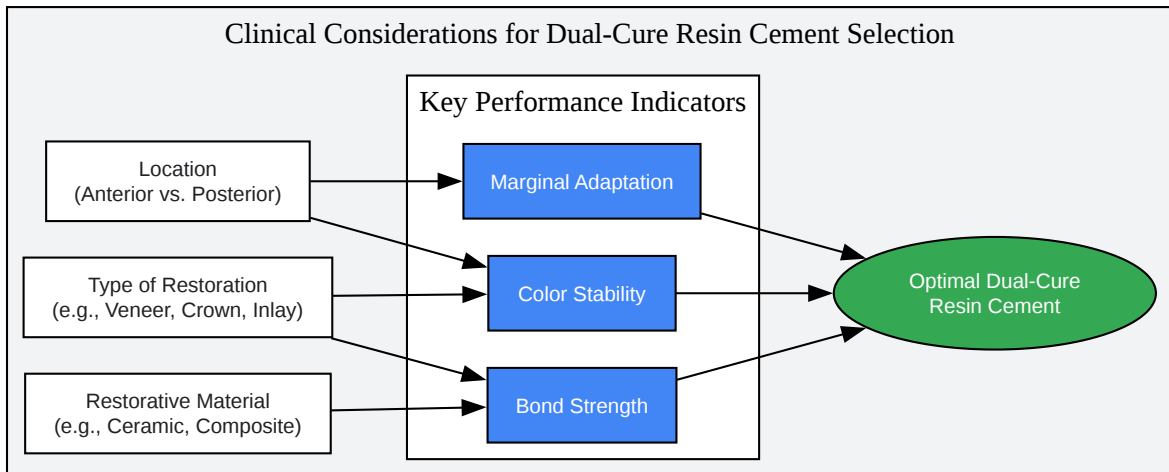 Clinical Considerations for Dual-Cure Resin Cement Selection
Key Performance Indicators
Location
(Anterior vs. Posterior)
Marginal Adaptation
Type of Restoration
(e.g., Veneer, Crown, Inlay)
Color Stability
Optimal Dual-Cure
Resin Cement
Restorative Material
(e.g., Ceramic, Composite)
Bond Strength